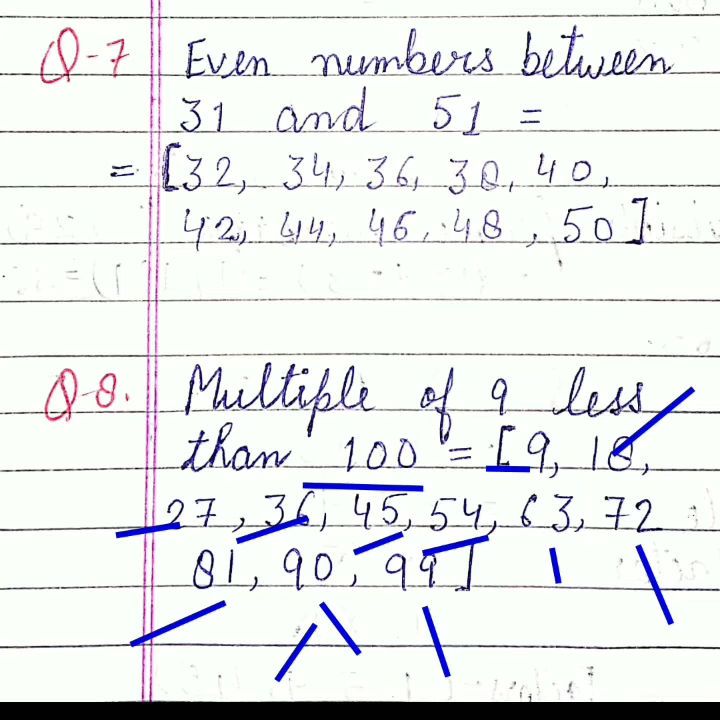 Q-7 Even numbers between
31 and 51 =
= [32, 34, 36, 38, 40,
42, 44, 46, 48, 50]
Q-8. Multiple of 9 less
than 100 = [9, 18,
27, 36, 45, 54, 63, 72
81, 90, 99]